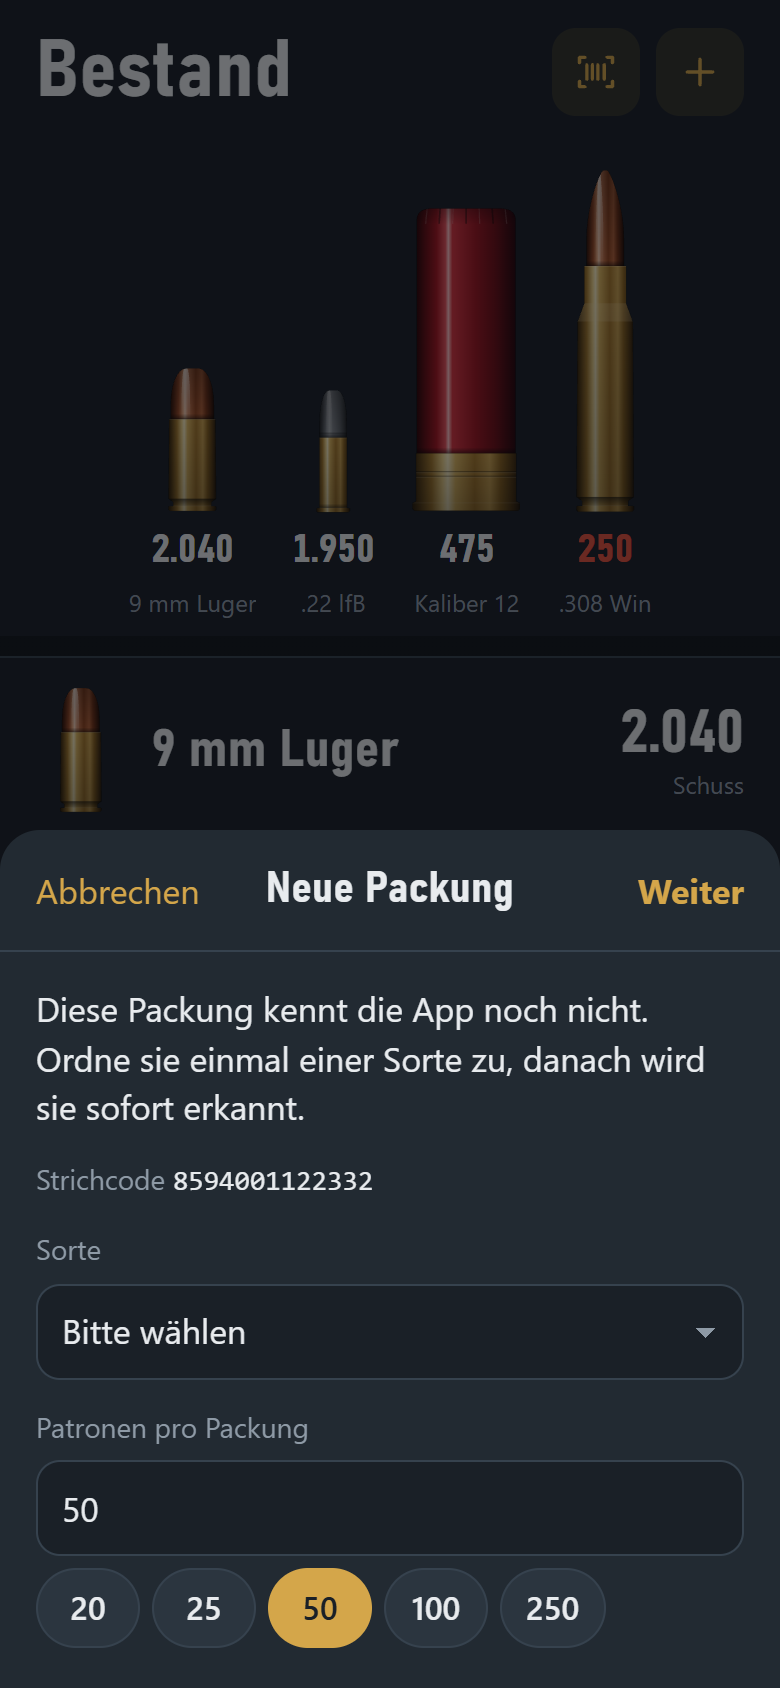 Bestand
2.040 1.950 475 250
9 mm Luger .22 lfB Kaliber 12 .308 Win
9 mm Luger
2.040
Schuss
Abbrechen Neue Packung Weiter
Diese Packung kennt die App noch nicht.
Ordne sie einmal einer Sorte zu, danach wird
sie sofort erkannt.
Strichcode 8594001122332
Sorte
Bitte wählen
Patronen pro Packung
50
20 25 50 100 250